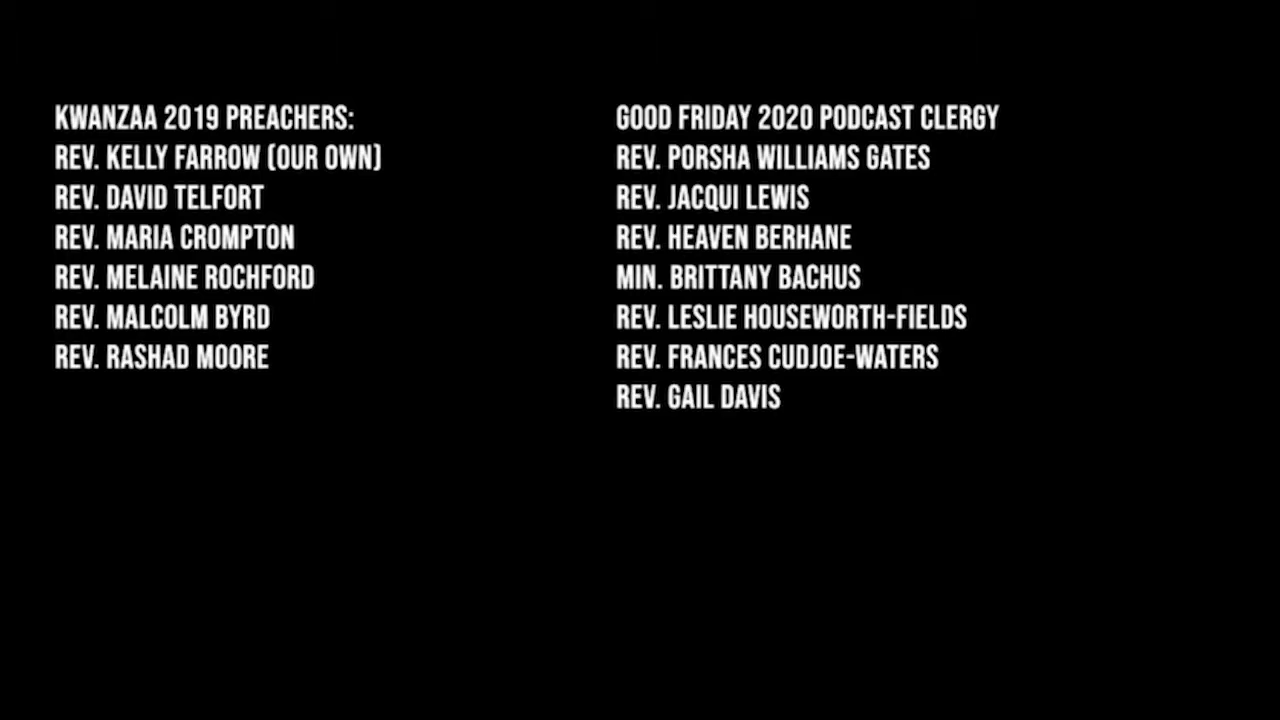 KWANZAA 2019 PREACHERS:
REV. KELLY FARROW (OUR OWN)
REV. DAVID TELFORT
REV. MARIA CROMPTON
REV. MELAINE ROCHFORD
REV. MALCOLM BYRD
REV. RASHAD MOORE
GOOD FRIDAY 2020 PODCAST CLERGY
REV. PORSHA WILLIAMS GATES
REV. JACQUI LEWIS
REV. HEAVEN BERHANE
MIN. BRITTANY BACHUS
REV. LESLIE HOUSEWORTH-FIELDS
REV. FRANCES CUDJOE-WATERS
REV. GAIL DAVIS